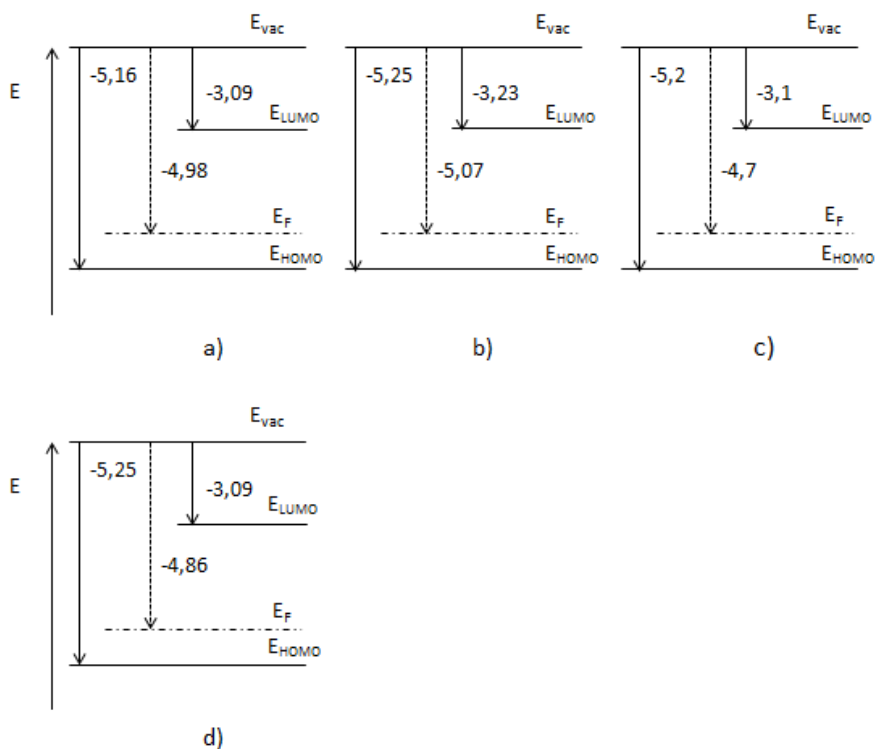 E
E_vac
-5,16
-3,09
E_LUMO
-4,98
E_F
E_HOMO
a)
E_vac
-5,25
-3,23
E_LUMO
-5,07
E_F
E_HOMO
b)
E_vac
-5,2
-3,1
E_LUMO
-4,7
E_F
E_HOMO
c)
E
E_vac
-5,25
-3,09
E_LUMO
-4,86
E_F
E_HOMO
d)